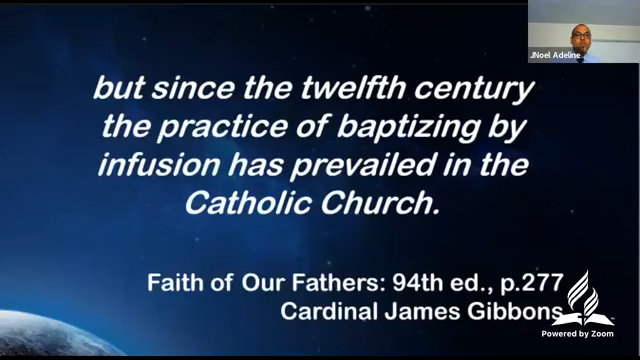 JNoel Adeline
but since the twelfth century
the practice of baptizing by
infusion has prevailed in the
Catholic Church.
Faith of Our Fathers: 94th ed., p.277
Cardinal James Gibbons
Powered by Zoom